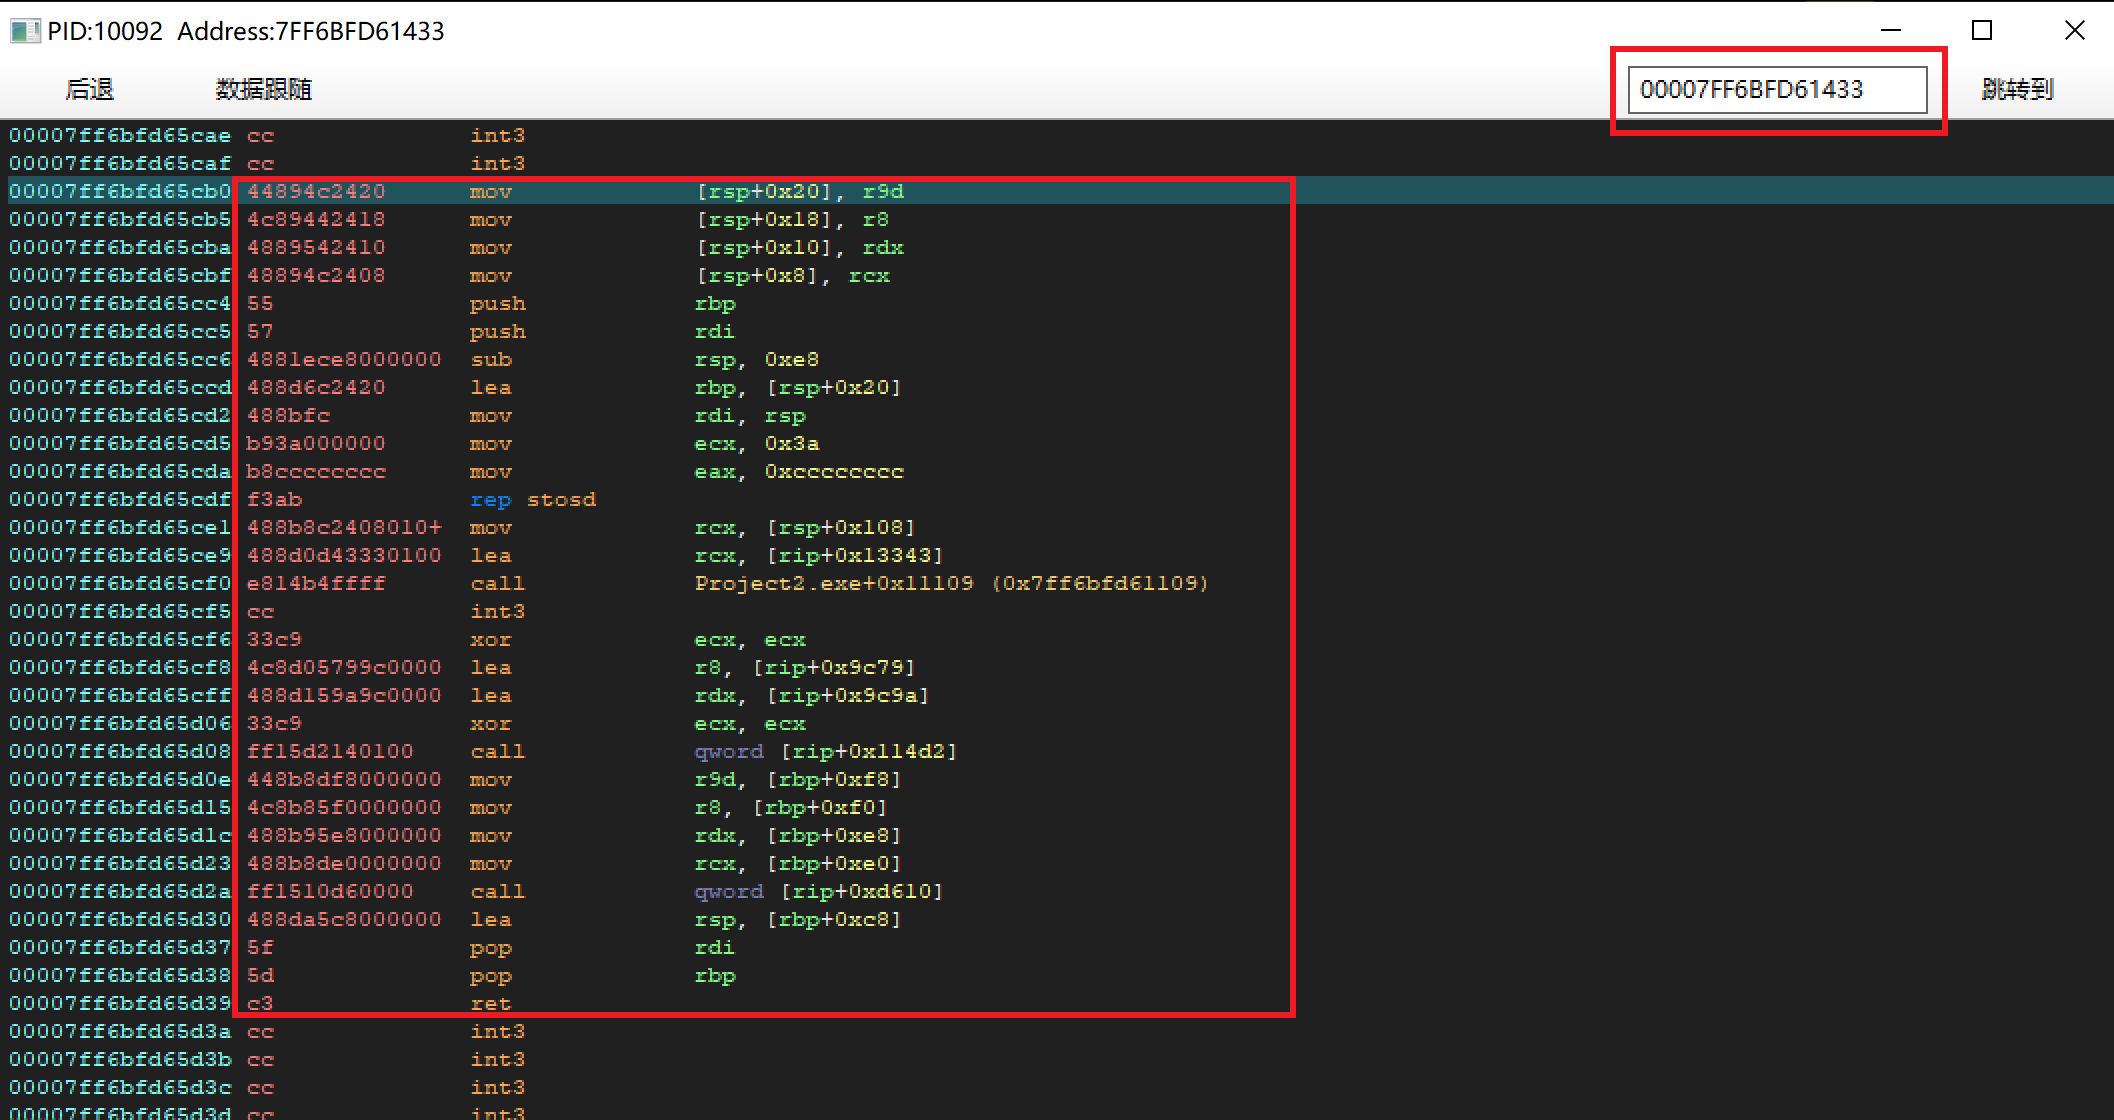 PID:10092 Address:7FF6BFD61433
后退 数据跟随 00007FF6BFD61433 跳转到
00007ff6bfd65cae cc int3
00007ff6bfd65caf cc int3
00007ff6bfd65cb0 44894c2420 mov [rsp+0x20], r9d
00007ff6bfd65cb5 4c89442418 mov [rsp+0x18], r8
00007ff6bfd65cba 4889542410 mov [rsp+0x10], rdx
00007ff6bfd65cbf 48894c2408 mov [rsp+0x8], rcx
00007ff6bfd65cc4 55 push rbp
00007ff6bfd65cc5 57 push rdi
00007ff6bfd65cc6 4881ece8000000 sub rsp, 0xe8
00007ff6bfd65ccd 488d6c2420 lea rbp, [rsp+0x20]
00007ff6bfd65cd2 488bfc mov rdi, rsp
00007ff6bfd65cd5 b93a000000 mov ecx, 0x3a
00007ff6bfd65cda b8cccccccc mov eax, 0xcccccccc
00007ff6bfd65cdf f3ab rep stosd
00007ff6bfd65ce1 488b8c2408010+ mov rcx, [rsp+0x108]
00007ff6bfd65ce9 488d0d43330100 lea rcx, [rip+0x13343]
00007ff6bfd65cf0 e814b4ffff call Project2.exe+0x11109 (0x7ff6bfd61109)
00007ff6bfd65cf5 cc int3
00007ff6bfd65cf6 33c9 xor ecx, ecx
00007ff6bfd65cf8 4c8d05799c0000 lea r8, [rip+0x9c79]
00007ff6bfd65cff 488d159a9c0000 lea rdx, [rip+0x9c9a]
00007ff6bfd65d06 33c9 xor ecx, ecx
00007ff6bfd65d08 ff15d2140100 call qword [rip+0x114d2]
00007ff6bfd65d0e 448b8df8000000 mov r9d, [rbp+0xf8]
00007ff6bfd65d15 4c8b85f0000000 mov r8, [rbp+0xf0]
00007ff6bfd65d1c 488b95e8000000 mov rdx, [rbp+0xe8]
00007ff6bfd65d23 488b8de0000000 mov rcx, [rbp+0xe0]
00007ff6bfd65d2a ff1510d60000 call qword [rip+0xd610]
00007ff6bfd65d30 488da5c8000000 lea rsp, [rbp+0xc8]
00007ff6bfd65d37 5f pop rdi
00007ff6bfd65d38 5d pop rbp
00007ff6bfd65d39 c3 ret
00007ff6bfd65d3a cc int3
00007ff6bfd65d3b cc int3
00007ff6bfd65d3c cc int3
00007ff6bfd65d3d cc int3